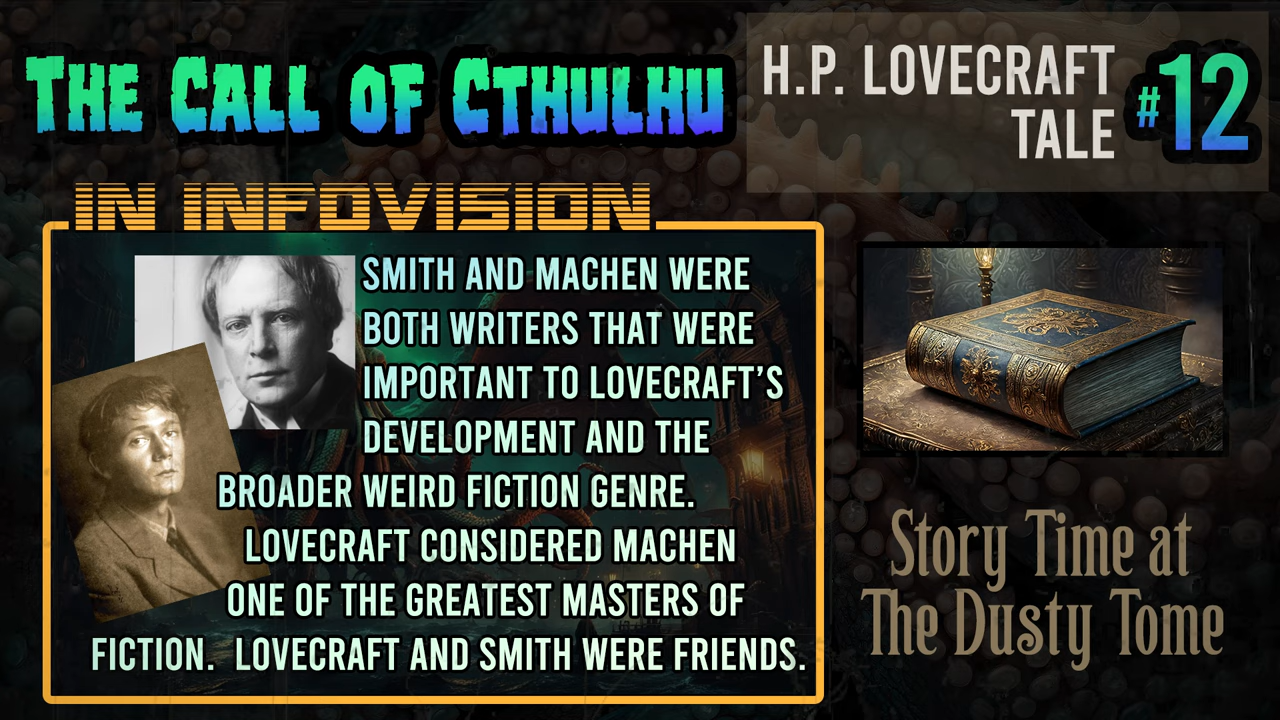 The Call of Cthulhu
H.P. LOVECRAFT
TALE #12
IN INFOVISION
SMITH AND MACHEN WERE
BOTH WRITERS THAT WERE
IMPORTANT TO LOVECRAFT'S
DEVELOPMENT AND THE
BROADER WEIRD FICTION GENRE.
LOVECRAFT CONSIDERED MACHEN
ONE OF THE GREATEST MASTERS OF
FICTION. LOVECRAFT AND SMITH WERE FRIENDS.
Story Time at
The Dusty Tome